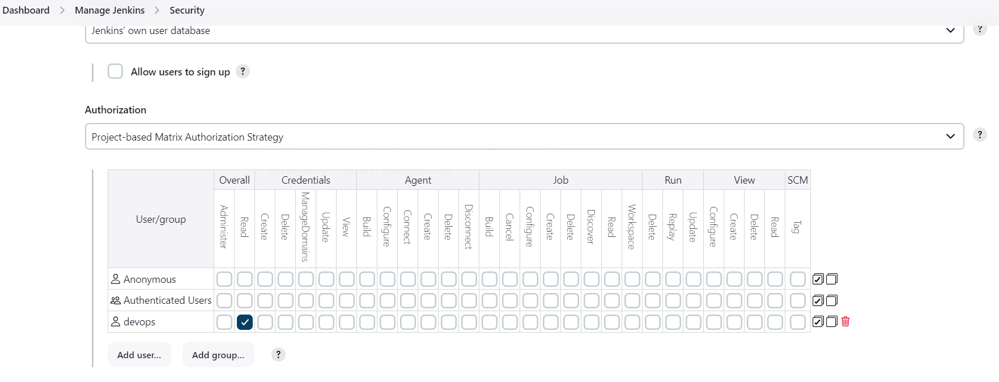 Dashboard > Manage Jenkins > Security
Jenkins' own user database
?
Allow users to sign up ?
Authorization
Project-based Matrix Authorization Strategy
?
User/group
Overall Credentials Agent Job Run View SCM
Administer Read Create Delete ManageDomains Update View Build Configure Connect Create Delete Disconnect Build Cancel Configure Create Delete Discover Read Workspace Delete Replay Update Configure Create Delete Read Tag
Anonymous
Authenticated Users
devops
Add user... Add group... ?